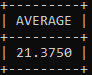 +---------+
| AVERAGE |
+---------+
| 21.3750 |
+---------+